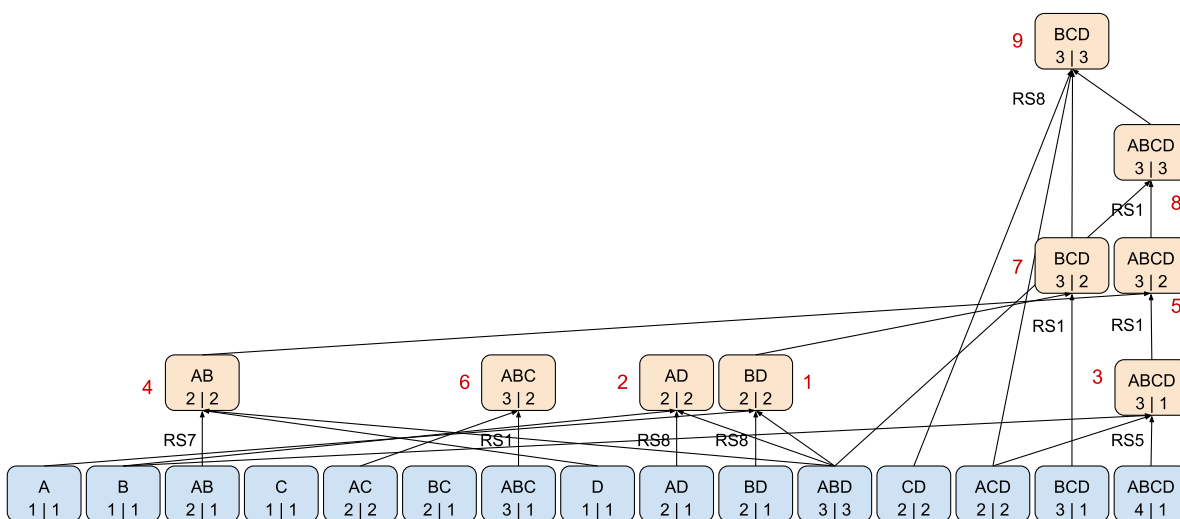 9
BCD
3 | 3
RS8
ABCD
3 | 3
RS1
8
7
BCD
3 | 2
ABCD
3 | 2
5
RS1
RS1
4
AB
2 | 2
6
ABC
3 | 2
2
AD
2 | 2
BD
2 | 2
1
3
ABCD
3 | 1
RS7
RS1
RS8
RS8
RS5
A
1 | 1
B
1 | 1
AB
2 | 1
C
1 | 1
AC
2 | 2
BC
2 | 1
ABC
3 | 1
D
1 | 1
AD
2 | 1
BD
2 | 1
ABD
3 | 3
CD
2 | 2
ACD
2 | 2
BCD
3 | 1
ABCD
4 | 1